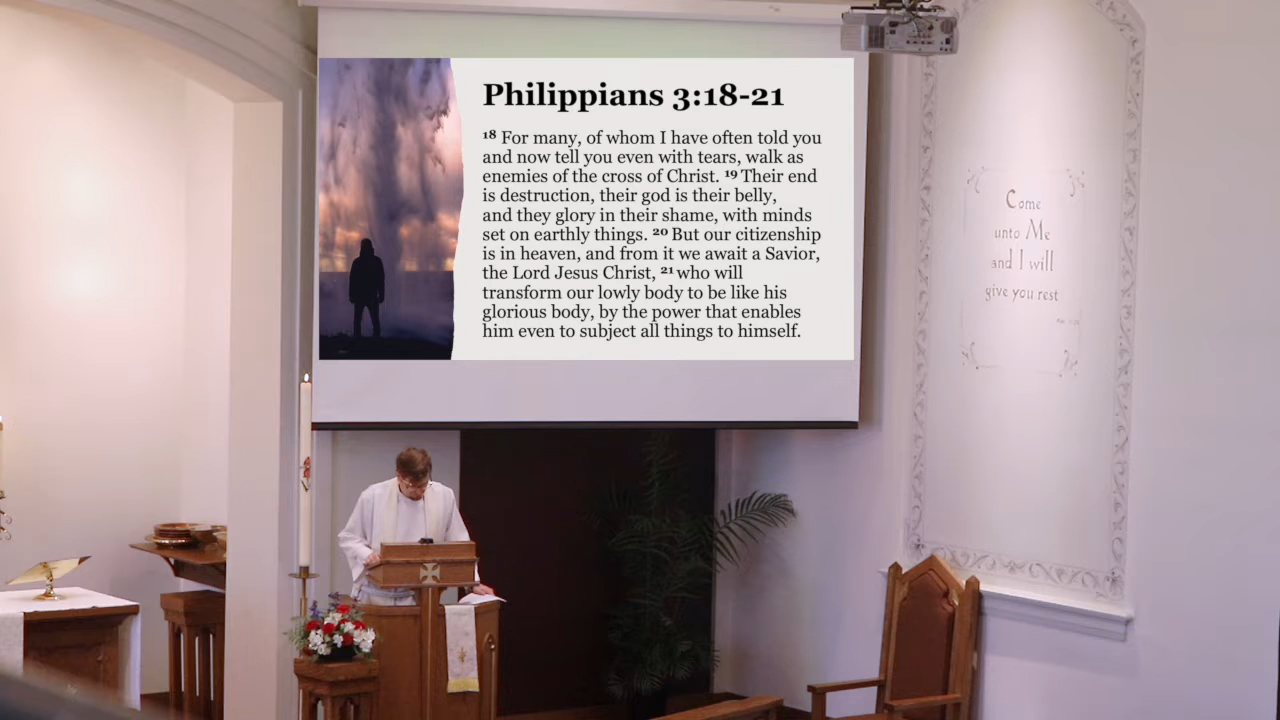 Philippians 3:18-21
18 For many, of whom I have often told you
and now tell you even with tears, walk as
enemies of the cross of Christ. 19 Their end
is destruction, their god is their belly,
and they glory in their shame, with minds
set on earthly things. 20 But our citizenship
is in heaven, and from it we await a Savior,
the Lord Jesus Christ, 21 who will
transform our lowly body to be like his
glorious body, by the power that enables
him even to subject all things to himself.
Come
unto Me
and I will
give you rest